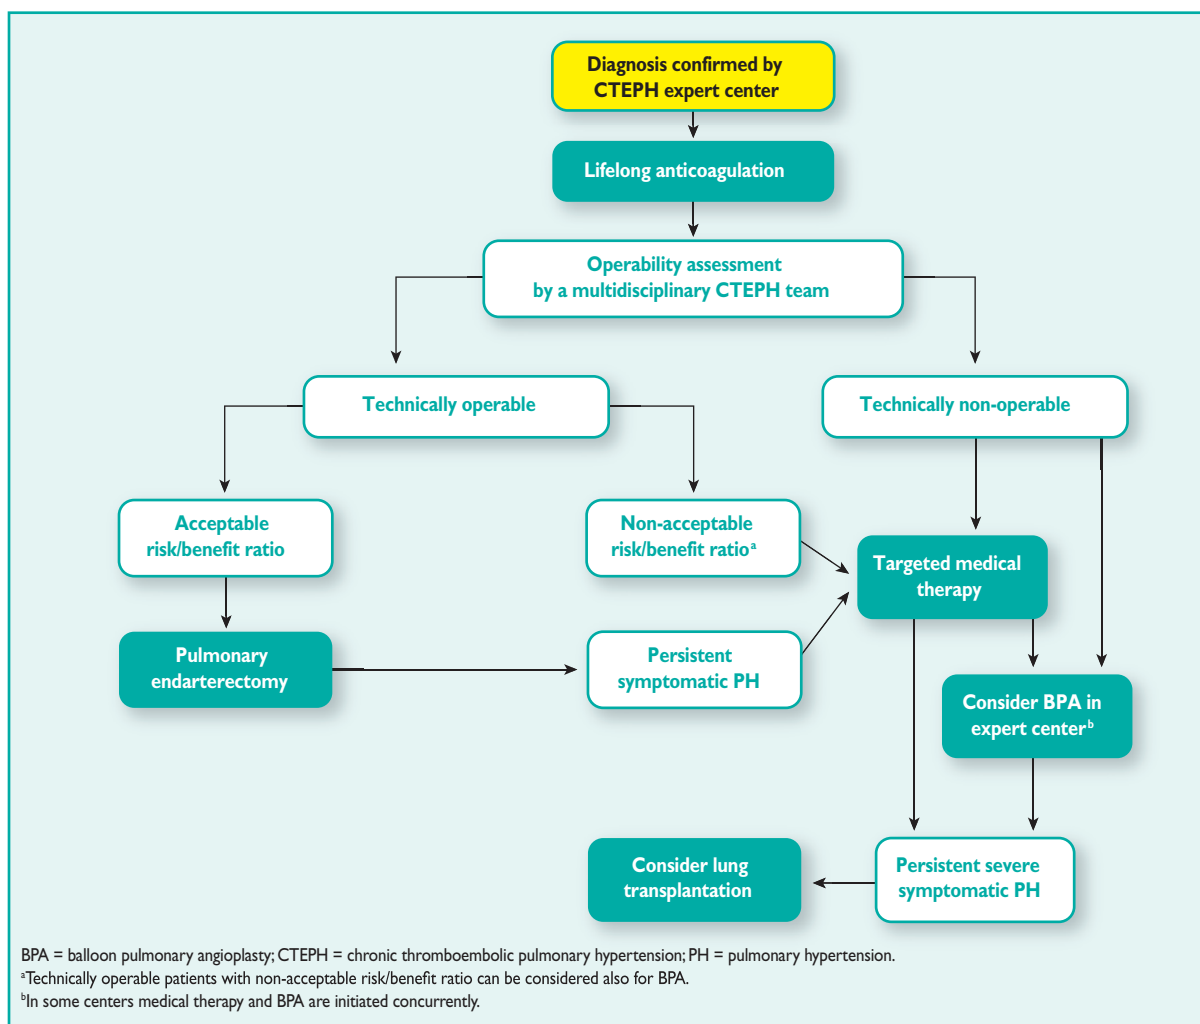 Diagnosis confirmed by
CTEPH expert center
Lifelong anticoagulation
Operability assessment
by a multidisciplinary CTEPH team
Technically operable
Technically non-operable
Acceptable
risk/benefit ratio
Non-acceptable
risk/benefit ratioᵃ
Targeted medical
therapy
Pulmonary
endarterectomy
Persistent
symptomatic PH
Consider BPA in
expert centerᵇ
Consider lung
transplantation
Persistent severe
symptomatic PH
BPA = balloon pulmonary angioplasty; CTEPH = chronic thromboembolic pulmonary hypertension; PH = pulmonary hypertension.
ᵃTechnically operable patients with non-acceptable risk/benefit ratio can be considered also for BPA.
ᵇIn some centers medical therapy and BPA are initiated concurrently.